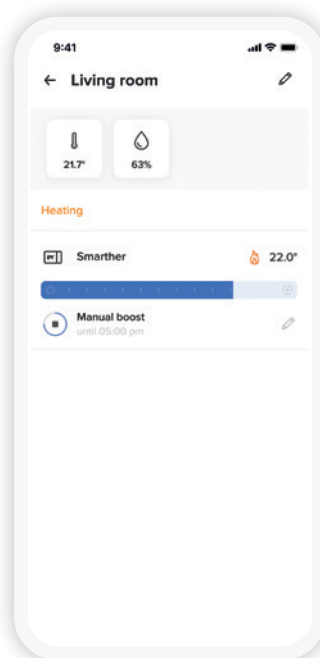 9:41
Living room
21.7°
63%
Heating
Smarther
22.0°
Manual boost
until 05:00 pm